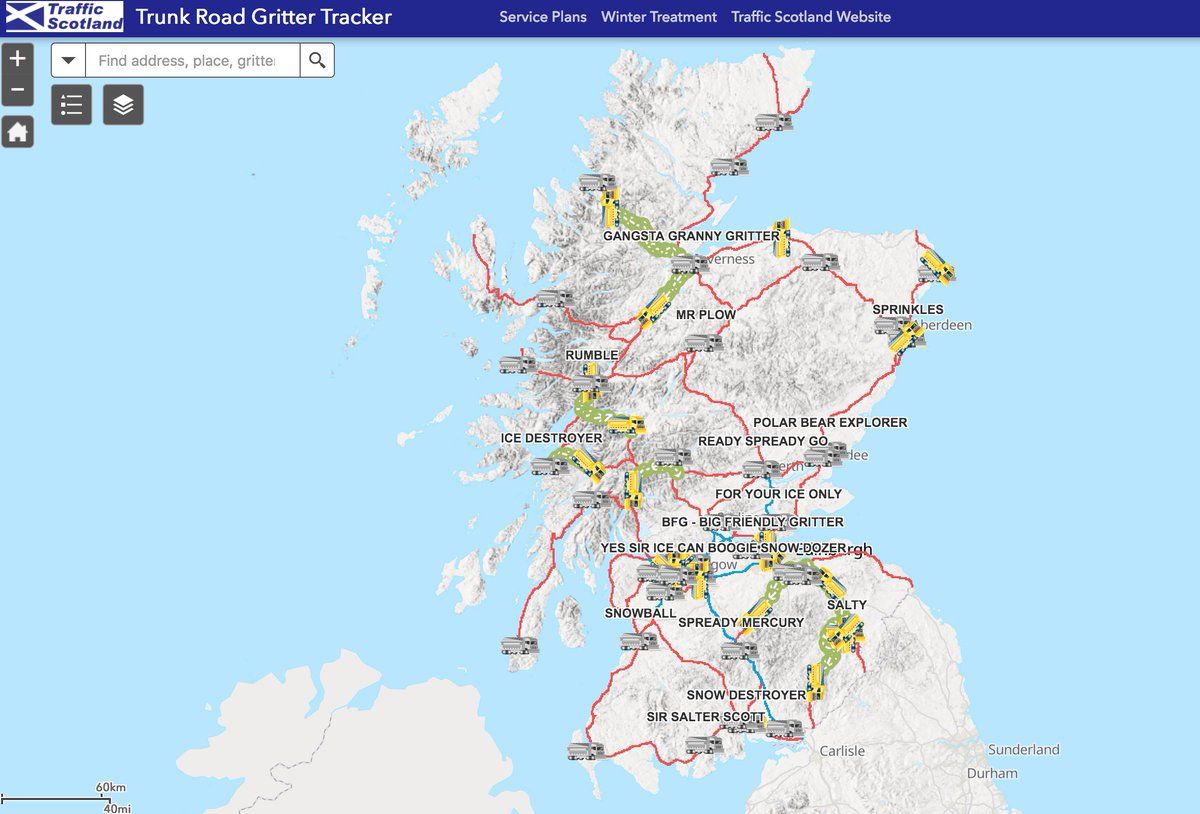 Traffic
Scotland
Trunk Road Gritter Tracker
Service Plans
Winter Treatment
Traffic Scotland Website
+
Find address, place, gritte
−
GANGSTA GRANNY GRITTER
verness
SPRINKLES
MR PLOW
berdeen
RUMBLE
POLAR BEAR EXPLORER
ICE DESTROYER
READY SPREADY GO
dee
erth
FOR YOUR ICE ONLY
BFG - BIG FRIENDLY GRITTER
YES SIR ICE CAN BOOGIE
SNOW DOZER
rgh
gow
SALTY
SNOWBALL
SPREADY MERCURY
SNOW DESTROYER
SIR SALTER SCOTT
Carlisle
Sunderland
Durham
60km
40mi